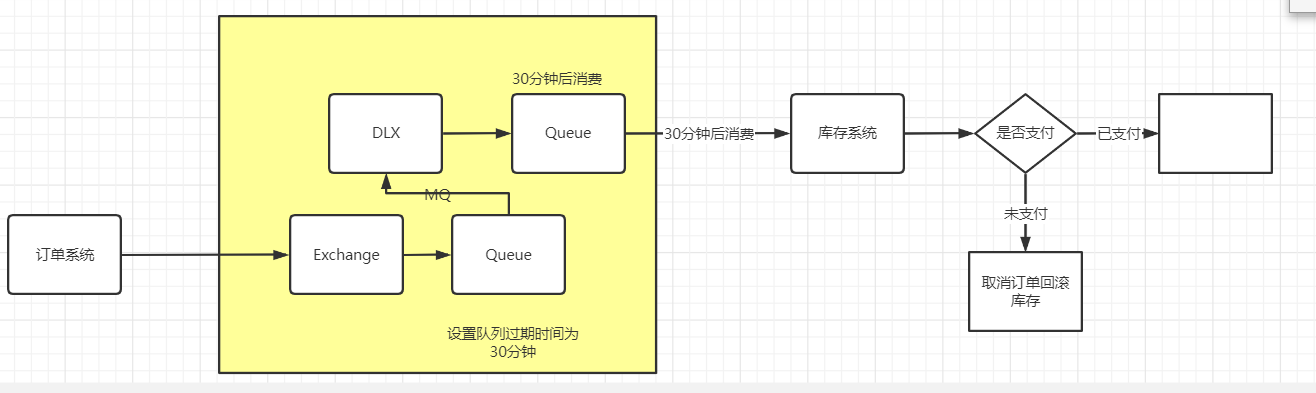 30分钟后消费
DLX
Queue
30分钟后消费
库存系统
是否支付
已支付
MQ
未支付
订单系统
Exchange
Queue
取消订单回滚
库存
设置队列过期时间为
30分钟